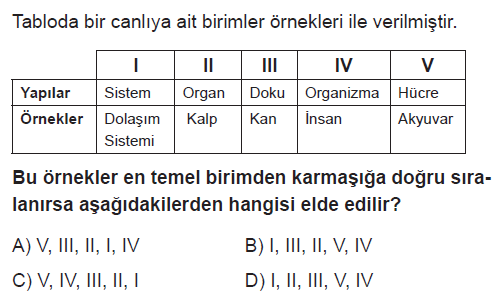 Tabloda bir canlıya ait birimler örnekleri ile verilmiştir.
I II III IV V
Yapılar Sistem Organ Doku Organizma Hücre
Örnekler Dolaşım Kalp Kan İnsan Akyuvar
Sistemi
Bu örnekler en temel birimden karmaşığa doğru sıra-
lanırsa aşağıdakilerden hangisi elde edilir?
A) V, III, II, I, IV B) I, III, II, V, IV
C) V, IV, III, II, I D) I, II, III, V, IV